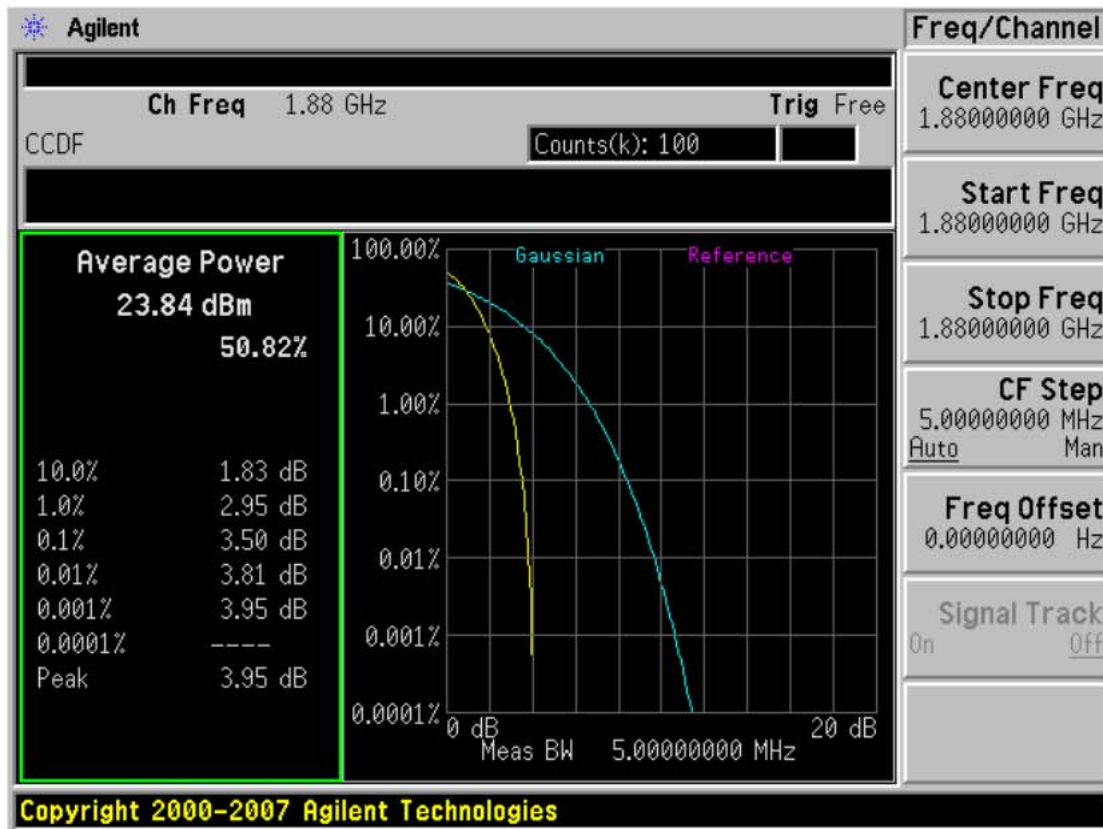 Agilent
Freq/Channel
Ch Freq 1.88 GHz
Trig Free
CCDF
Counts(k): 100
Average Power
23.84 dBm
50.82%
10.0% 1.83 dB
1.0% 2.95 dB
0.1% 3.50 dB
0.01% 3.81 dB
0.001% 3.95 dB
0.0001% ----
Peak 3.95 dB
Gaussian
Reference
100.00%
10.00%
1.00%
0.10%
0.01%
0.001%
0.0001%
0 dB
20 dB
Meas BW 5.00000000 MHz
Center Freq
1.88000000 GHz
Start Freq
1.88000000 GHz
Stop Freq
1.88000000 GHz
CF Step
5.00000000 MHz
Auto Man
Freq Offset
0.00000000 Hz
Signal Track
On Off
Copyright 2000-2007 Agilent Technologies